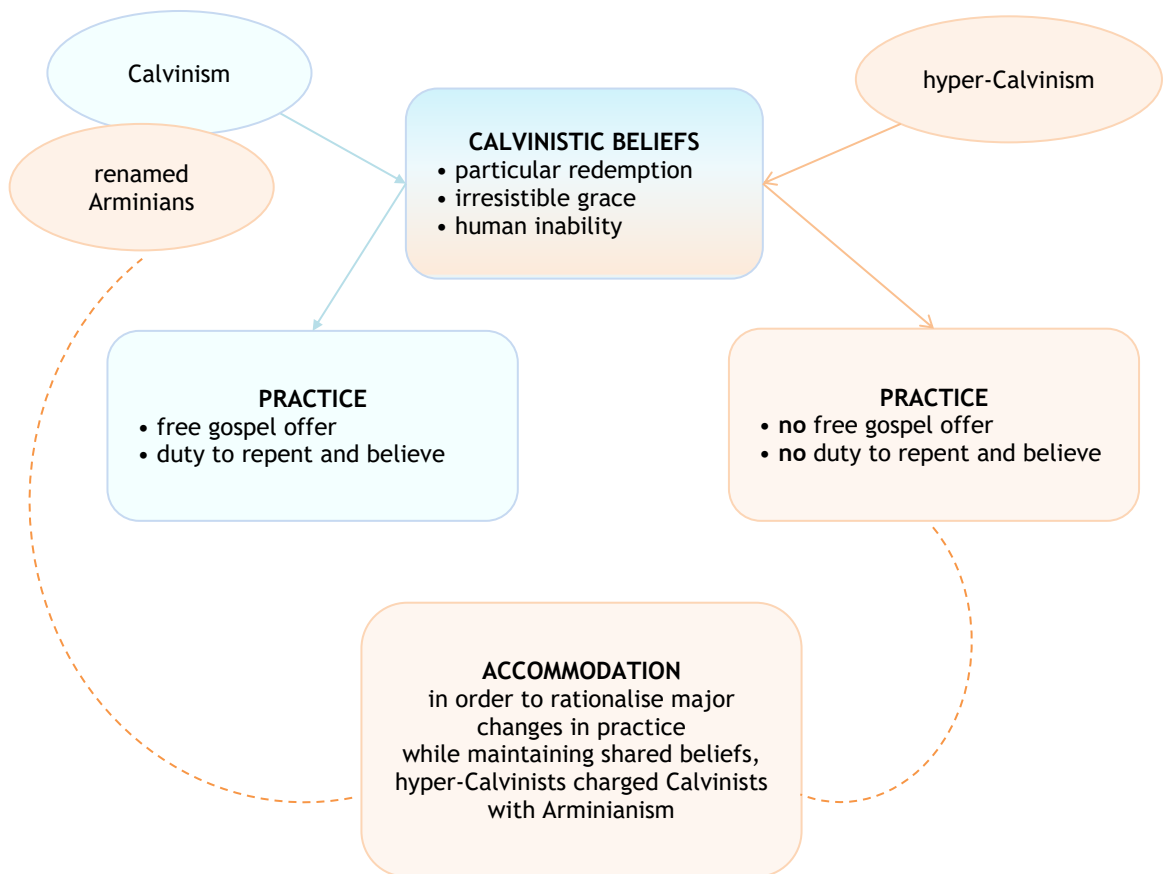 Calvinism
hyper-Calvinism
renamed
Arminians
CALVINISTIC BELIEFS
• particular redemption
• irresistible grace
• human inability
PRACTICE
• free gospel offer
• duty to repent and believe
PRACTICE
• no free gospel offer
• no duty to repent and believe
ACCOMMODATION
in order to rationalise major
changes in practice
while maintaining shared beliefs,
hyper-Calvinists charged Calvinists
with Arminianism